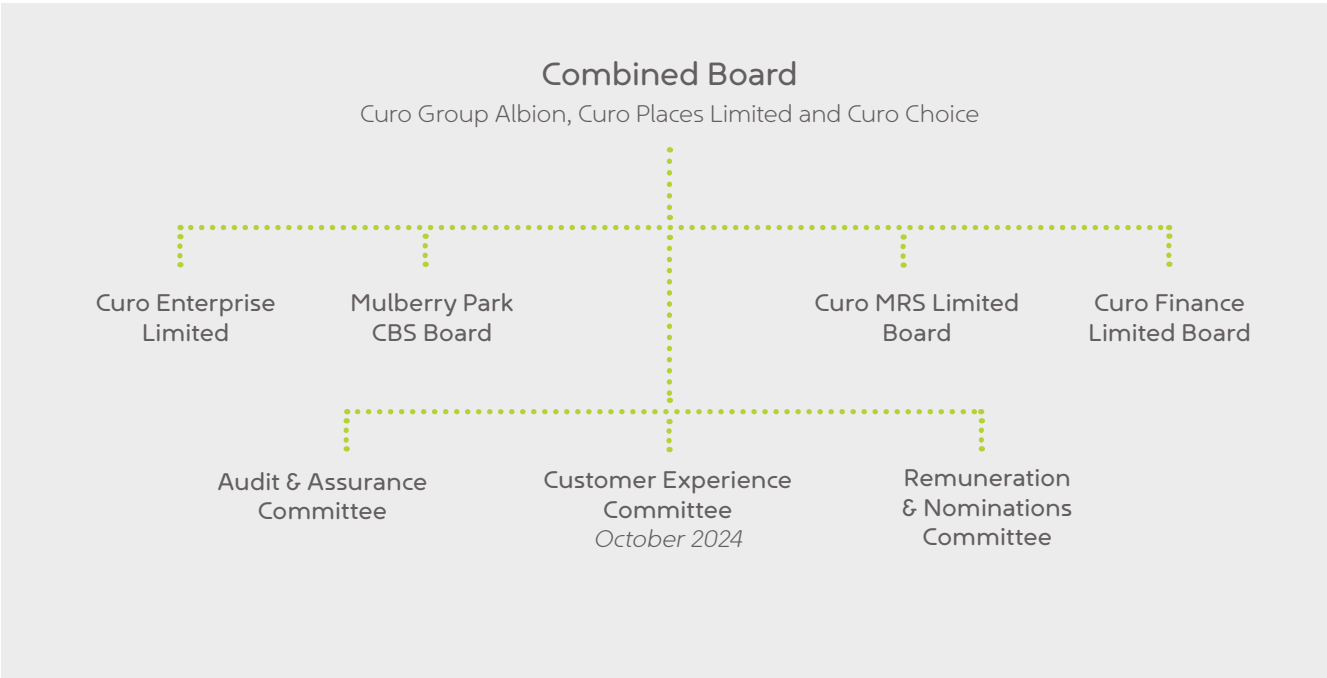 Combined Board
Curo Group Albion, Curo Places Limited and Curo Choice
Curo Enterprise
Limited
Mulberry Park
CBS Board
Curo MRS Limited
Board
Curo Finance
Limited Board
Audit & Assurance
Committee
Customer Experience
Committee
October 2024
Remuneration
& Nominations
Committee